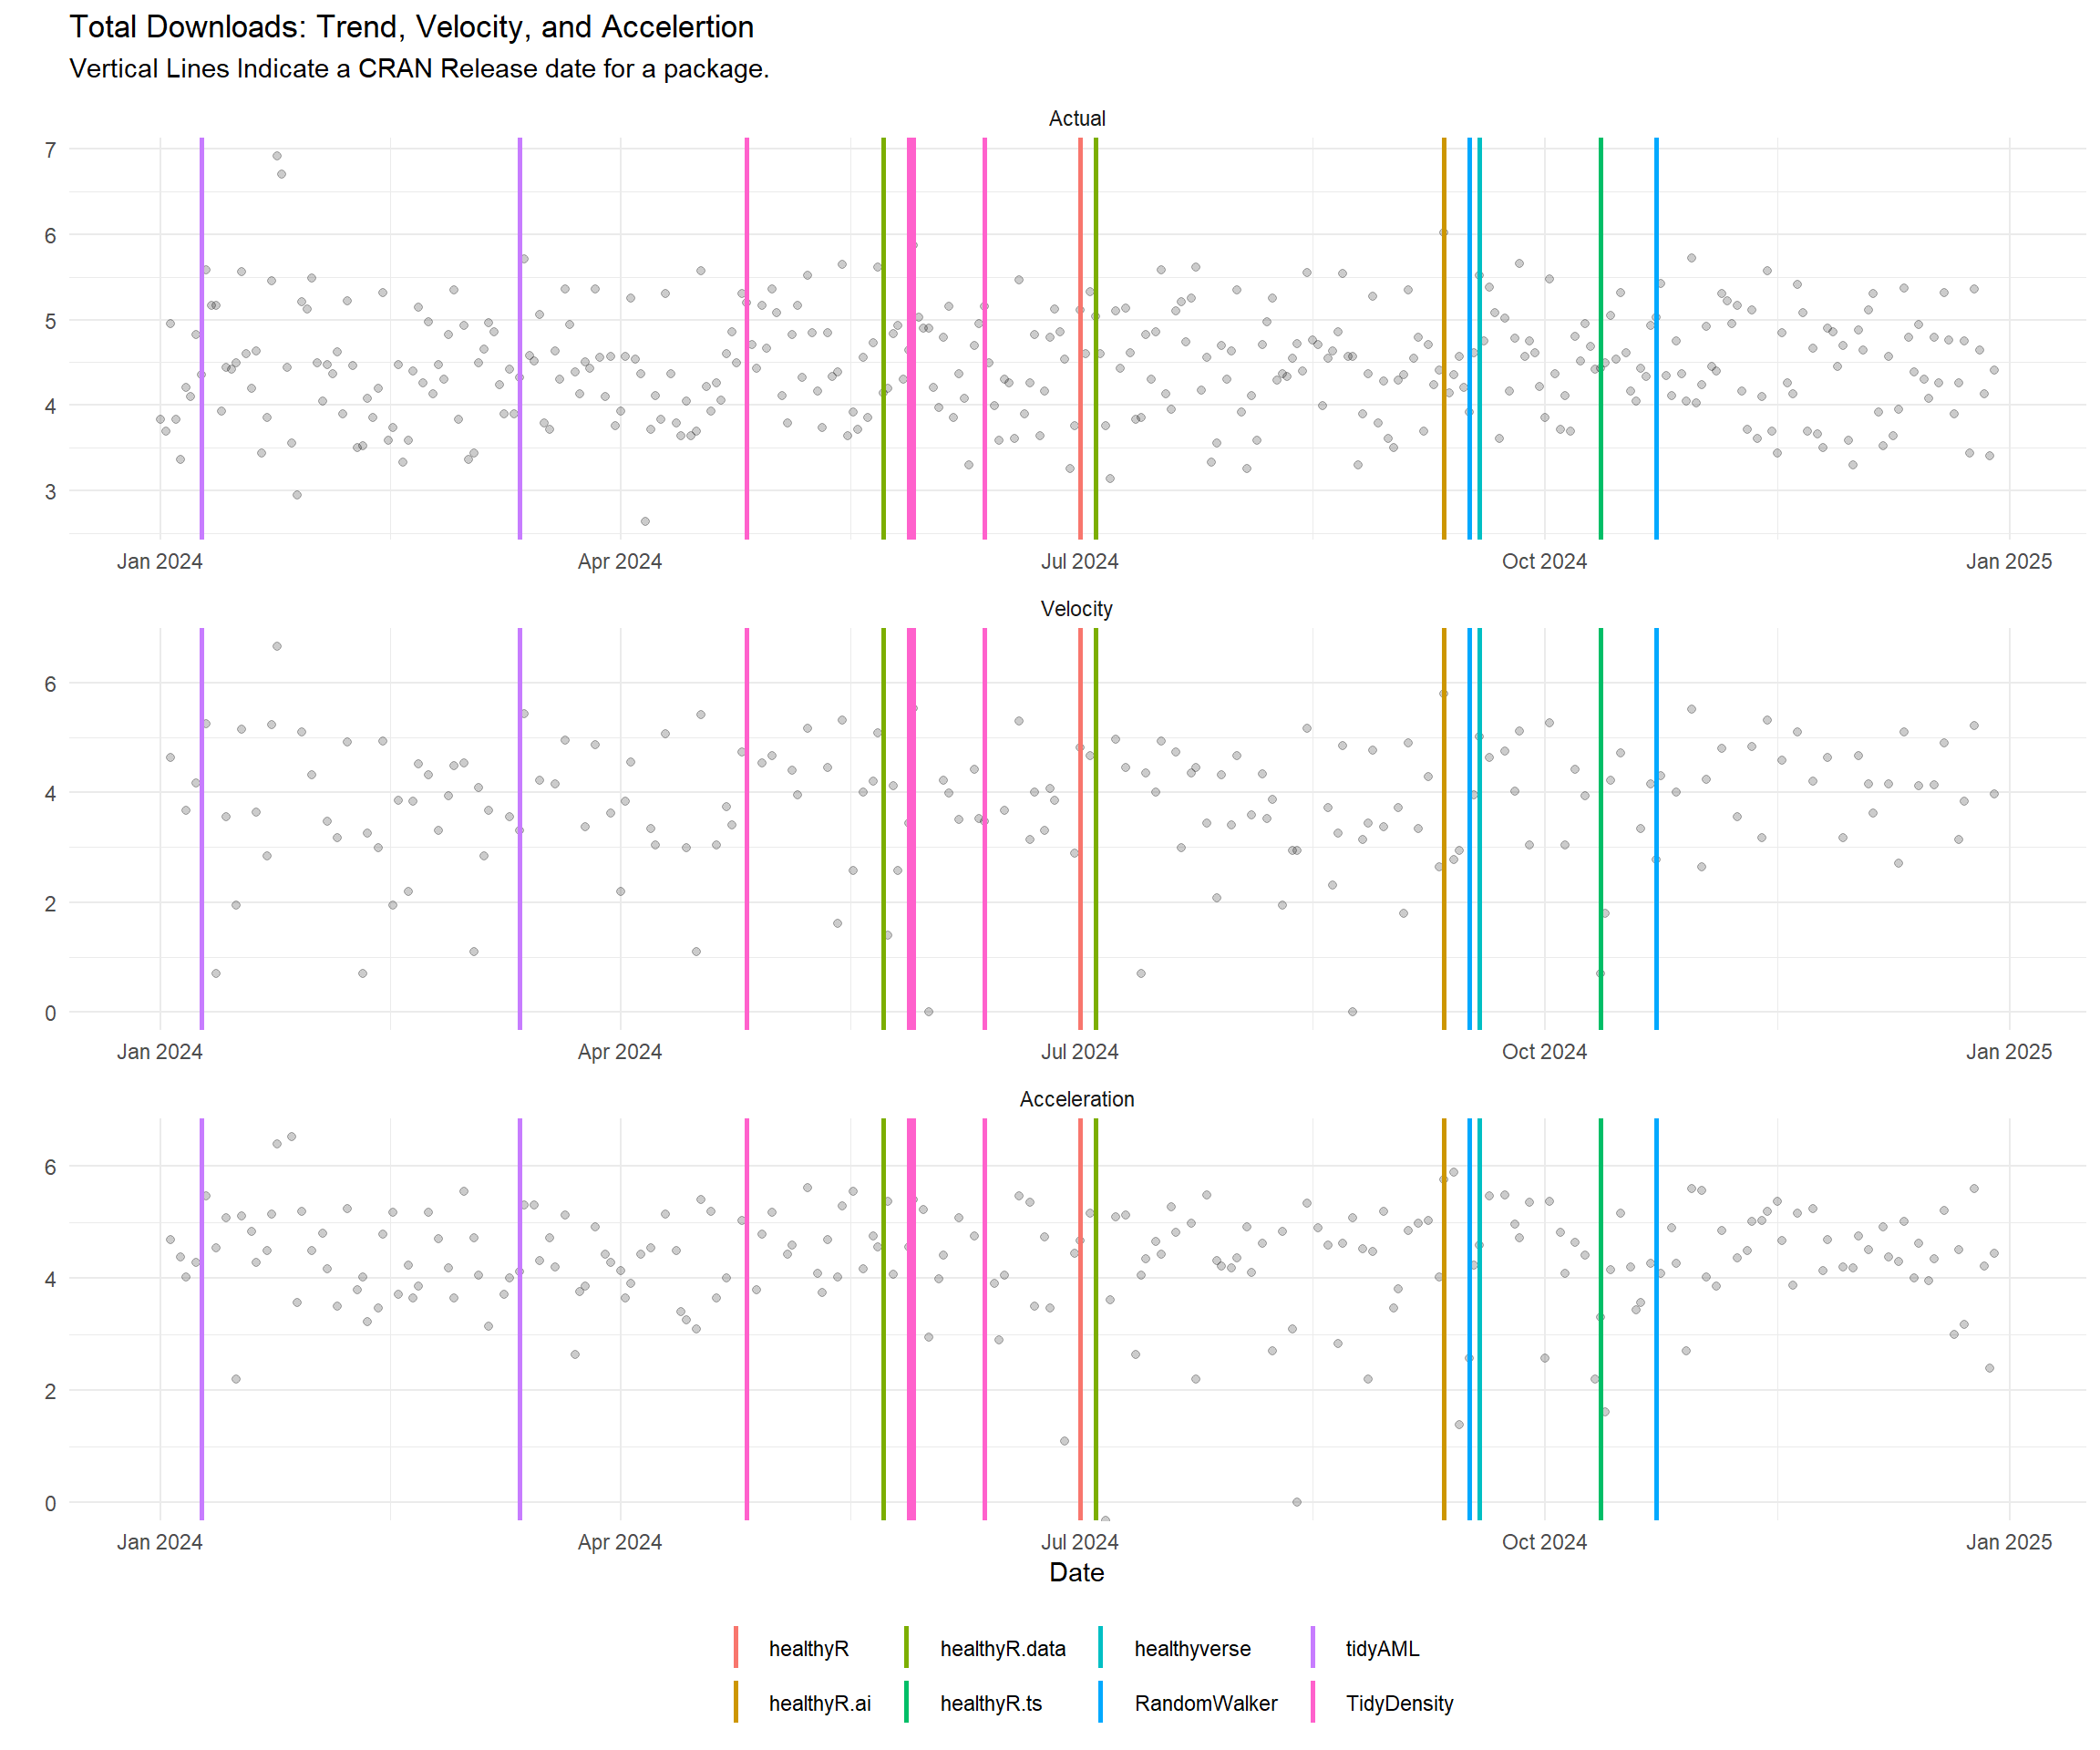 Total Downloads: Trend, Velocity, and Accelertion
Vertical Lines Indicate a CRAN Release date for a package.
Actual
7
6
5
4
3
Jan 2024 Apr 2024 Jul 2024 Oct 2024 Jan 2025
Velocity
6
4
2
0
Jan 2024 Apr 2024 Jul 2024 Oct 2024 Jan 2025
Acceleration
6
4
2
0
Jan 2024 Apr 2024 Jul 2024 Oct 2024 Jan 2025
Date
healthyR healthyR.data healthyverse tidyAML
healthyR.ai healthyR.ts RandomWalker TidyDensity